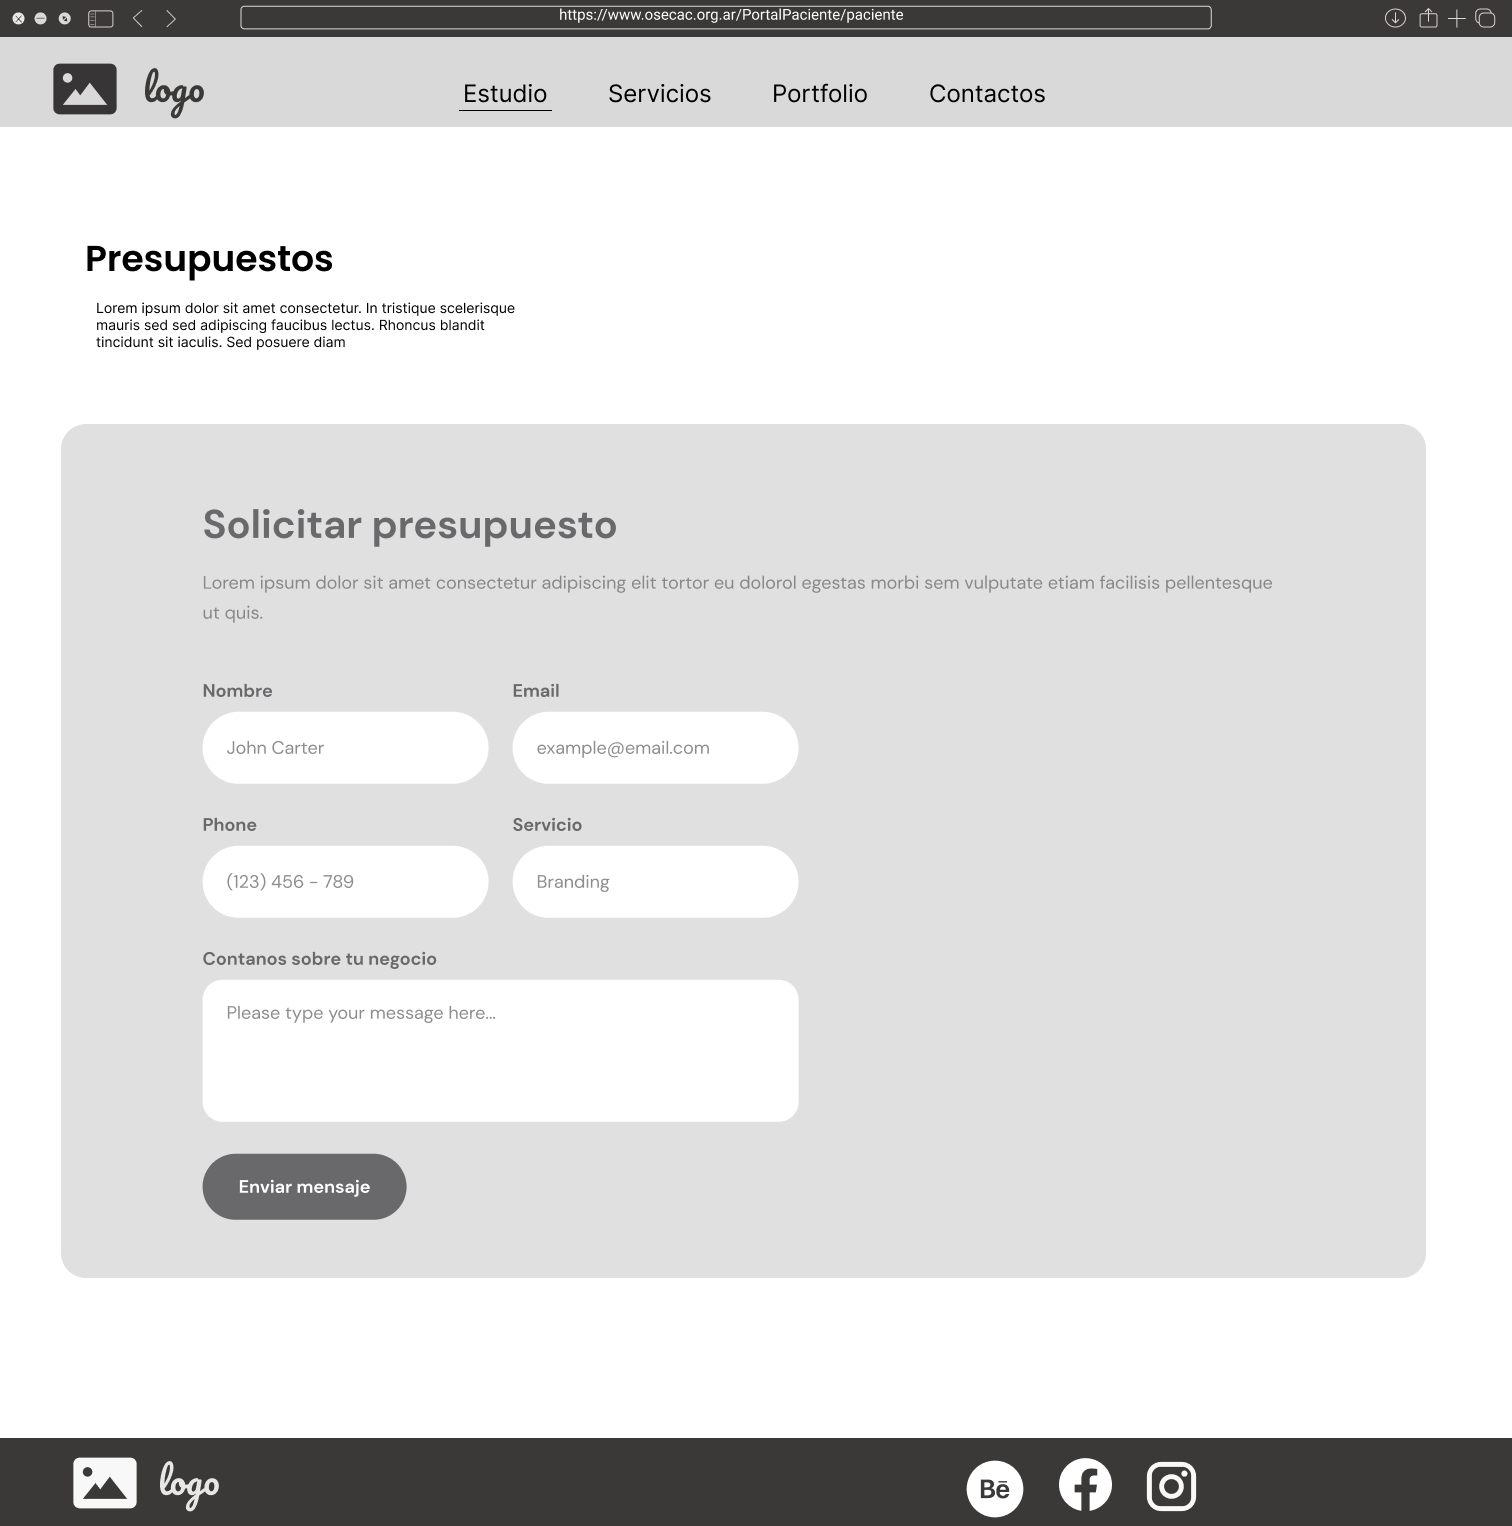 https://www.osecac.org.ar/PortalPaciente/paciente
logo
Estudio Servicios Portfolio Contactos
Presupuestos
Lorem ipsum dolor sit amet consectetur. In tristique scelerisque
mauris sed sed adipiscing faucibus lectus. Rhoncus blandit
tincidunt sit iaculis. Sed posuere diam
Solicitar presupuesto
Lorem ipsum dolor sit amet consectetur adipiscing elit tortor eu dolorol egestas morbi sem vulputate etiam facilisis pellentesque
ut quis.
Nombre Email
John Carter example@email.com
Phone Servicio
(123) 456 - 789 Branding
Contanos sobre tu negocio
Please type your message here...
Enviar mensaje
logo
Bē